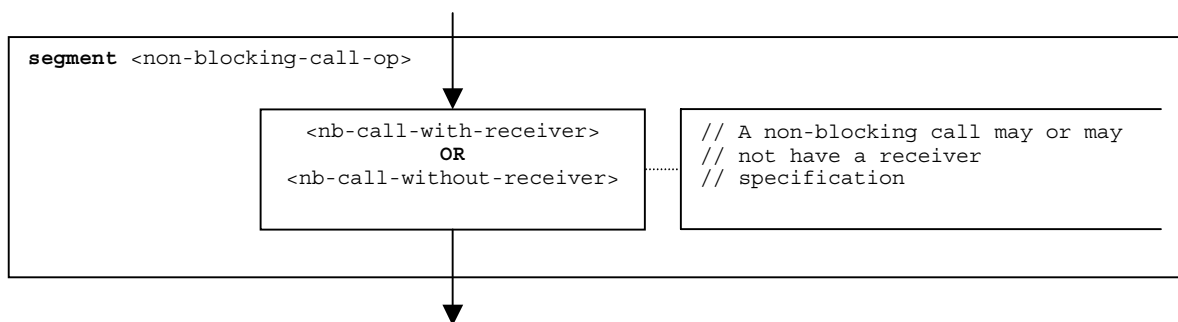 segment <non-blocking-call-op>
<nb-call-with-receiver>
OR
<nb-call-without-receiver>
// A non-blocking call may or may
// not have a receiver
// specification